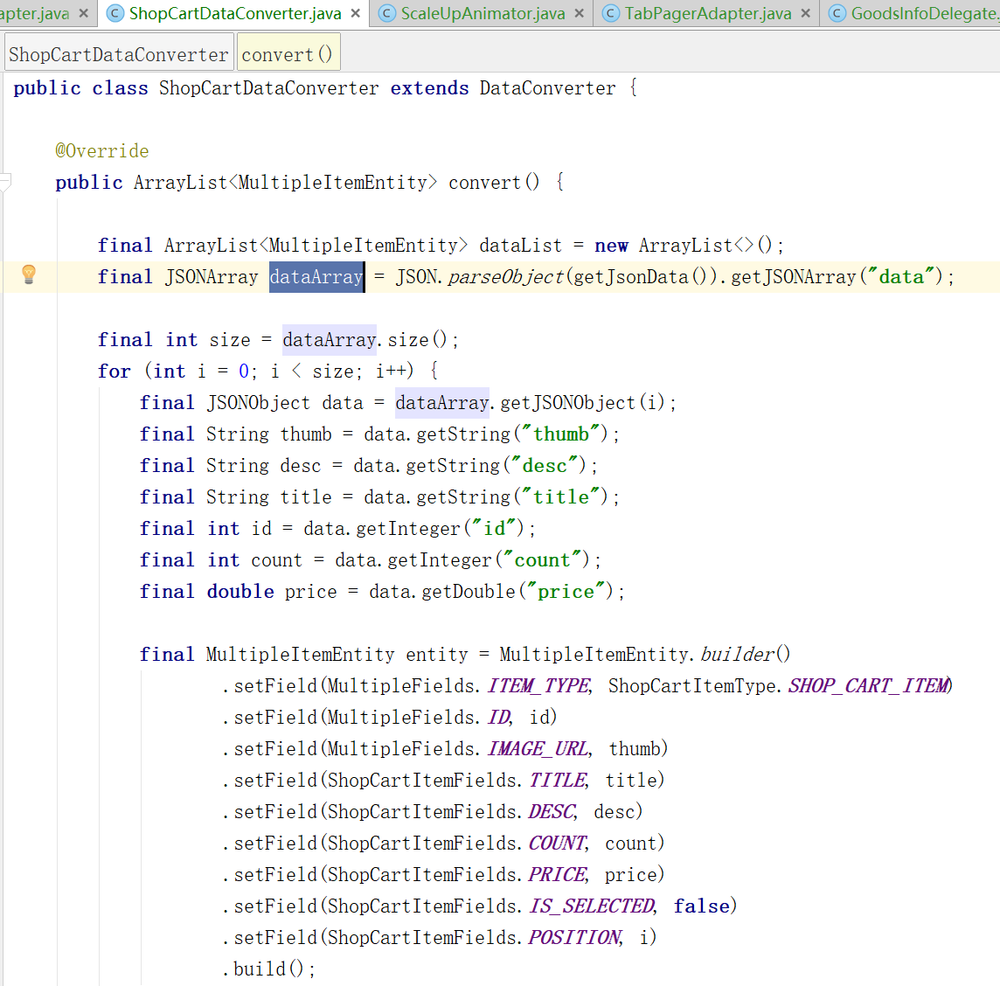 apter.java × ShopCartDataConverter.java × ScaleUpAnimator.java × TabPagerAdapter.java × GoodsInfoDelegate.
ShopCartDataConverter convert()
public class ShopCartDataConverter extends DataConverter {
@Override
public ArrayList<MultipleItemEntity> convert() {
final ArrayList<MultipleItemEntity> dataList = new ArrayList<>();
final JSONArray dataArray = JSON.parseObject(getJsonData()).getJSONArray("data");
final int size = dataArray.size();
for (int i = 0; i < size; i++) {
final JSONObject data = dataArray.getJSONObject(i);
final String thumb = data.getString("thumb");
final String desc = data.getString("desc");
final String title = data.getString("title");
final int id = data.getInteger("id");
final int count = data.getInteger("count");
final double price = data.getDouble("price");
final MultipleItemEntity entity = MultipleItemEntity.builder()
.setField(MultipleFields.ITEM_TYPE, ShopCartItemType.SHOP_CART_ITEM)
.setField(MultipleFields.ID, id)
.setField(MultipleFields.IMAGE_URL, thumb)
.setField(ShopCartItemFields.TITLE, title)
.setField(ShopCartItemFields.DESC, desc)
.setField(ShopCartItemFields.COUNT, count)
.setField(ShopCartItemFields.PRICE, price)
.setField(ShopCartItemFields.IS_SELECTED, false)
.setField(ShopCartItemFields.POSITION, i)
.build();